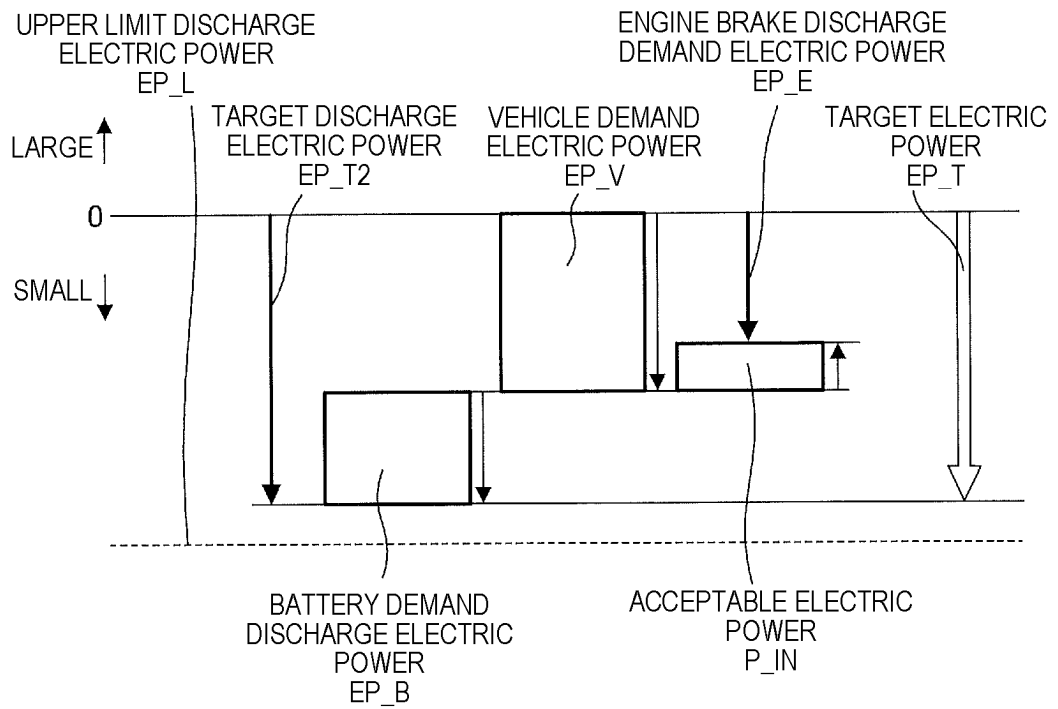 UPPER LIMIT DISCHARGE
ELECTRIC POWER
EP_L
ENGINE BRAKE DISCHARGE
DEMAND ELECTRIC POWER
EP_E
TARGET DISCHARGE
ELECTRIC POWER
EP_T2
VEHICLE DEMAND
ELECTRIC POWER
EP_V
TARGET ELECTRIC
POWER
EP_T
LARGE
0
SMALL
BATTERY DEMAND
DISCHARGE ELECTRIC
POWER
EP_B
ACCEPTABLE ELECTRIC
POWER
P_IN